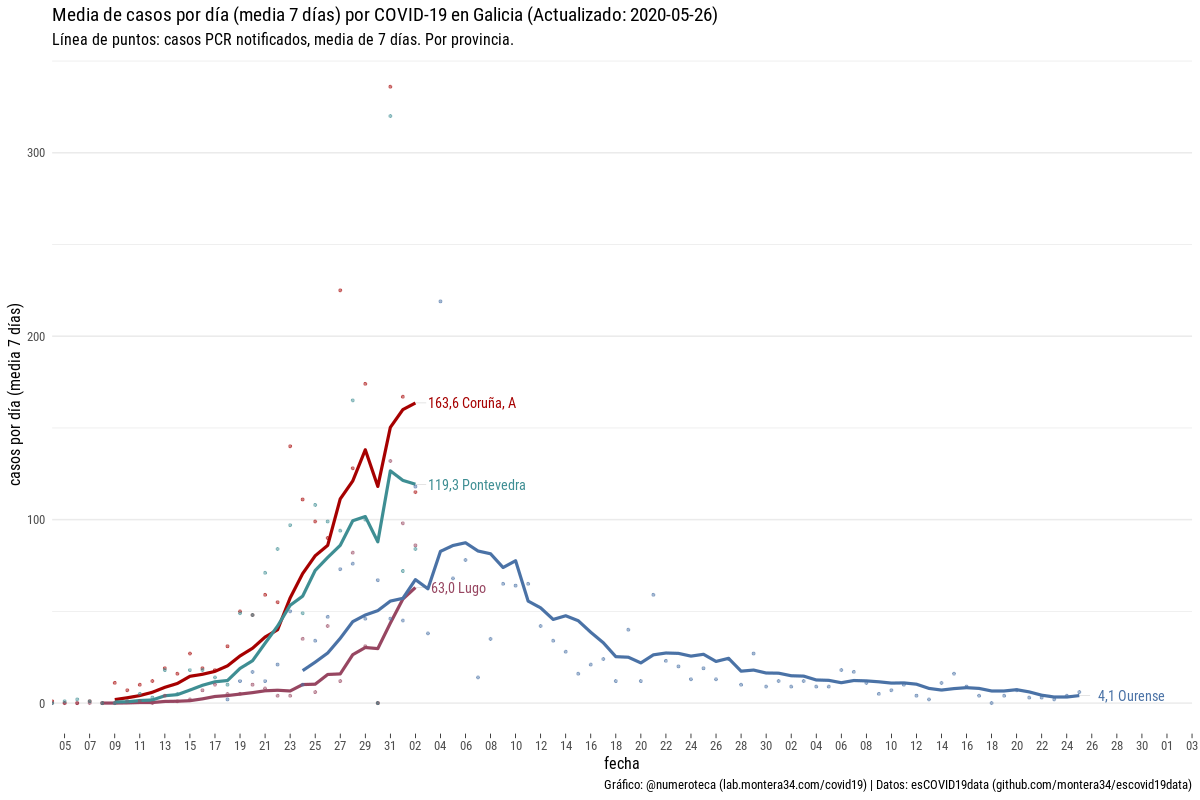 Media de casos por día (media 7 días) por COVID-19 en Galicia (Actualizado: 2020-05-26)
Línea de puntos: casos PCR notificados, media de 7 días. Por provincia.
casos por día (media 7 días)
300
200
100
0
163,6 Coruña, A
119,3 Pontevedra
63,0 Lugo
4,1 Ourense
05 07 09 11 13 15 17 19 21 23 25 27 29 31 02 04 06 08 10 12 14 16 18 20 22 24 26 28 30 02 04 06 08 10 12 14 16 18 20 22 24 26 28 30 01 03
fecha
Gráfico: @numeroteca (lab.montera34.com/covid19) | Datos: esCOVID19data (github.com/montera34/escovid19data)